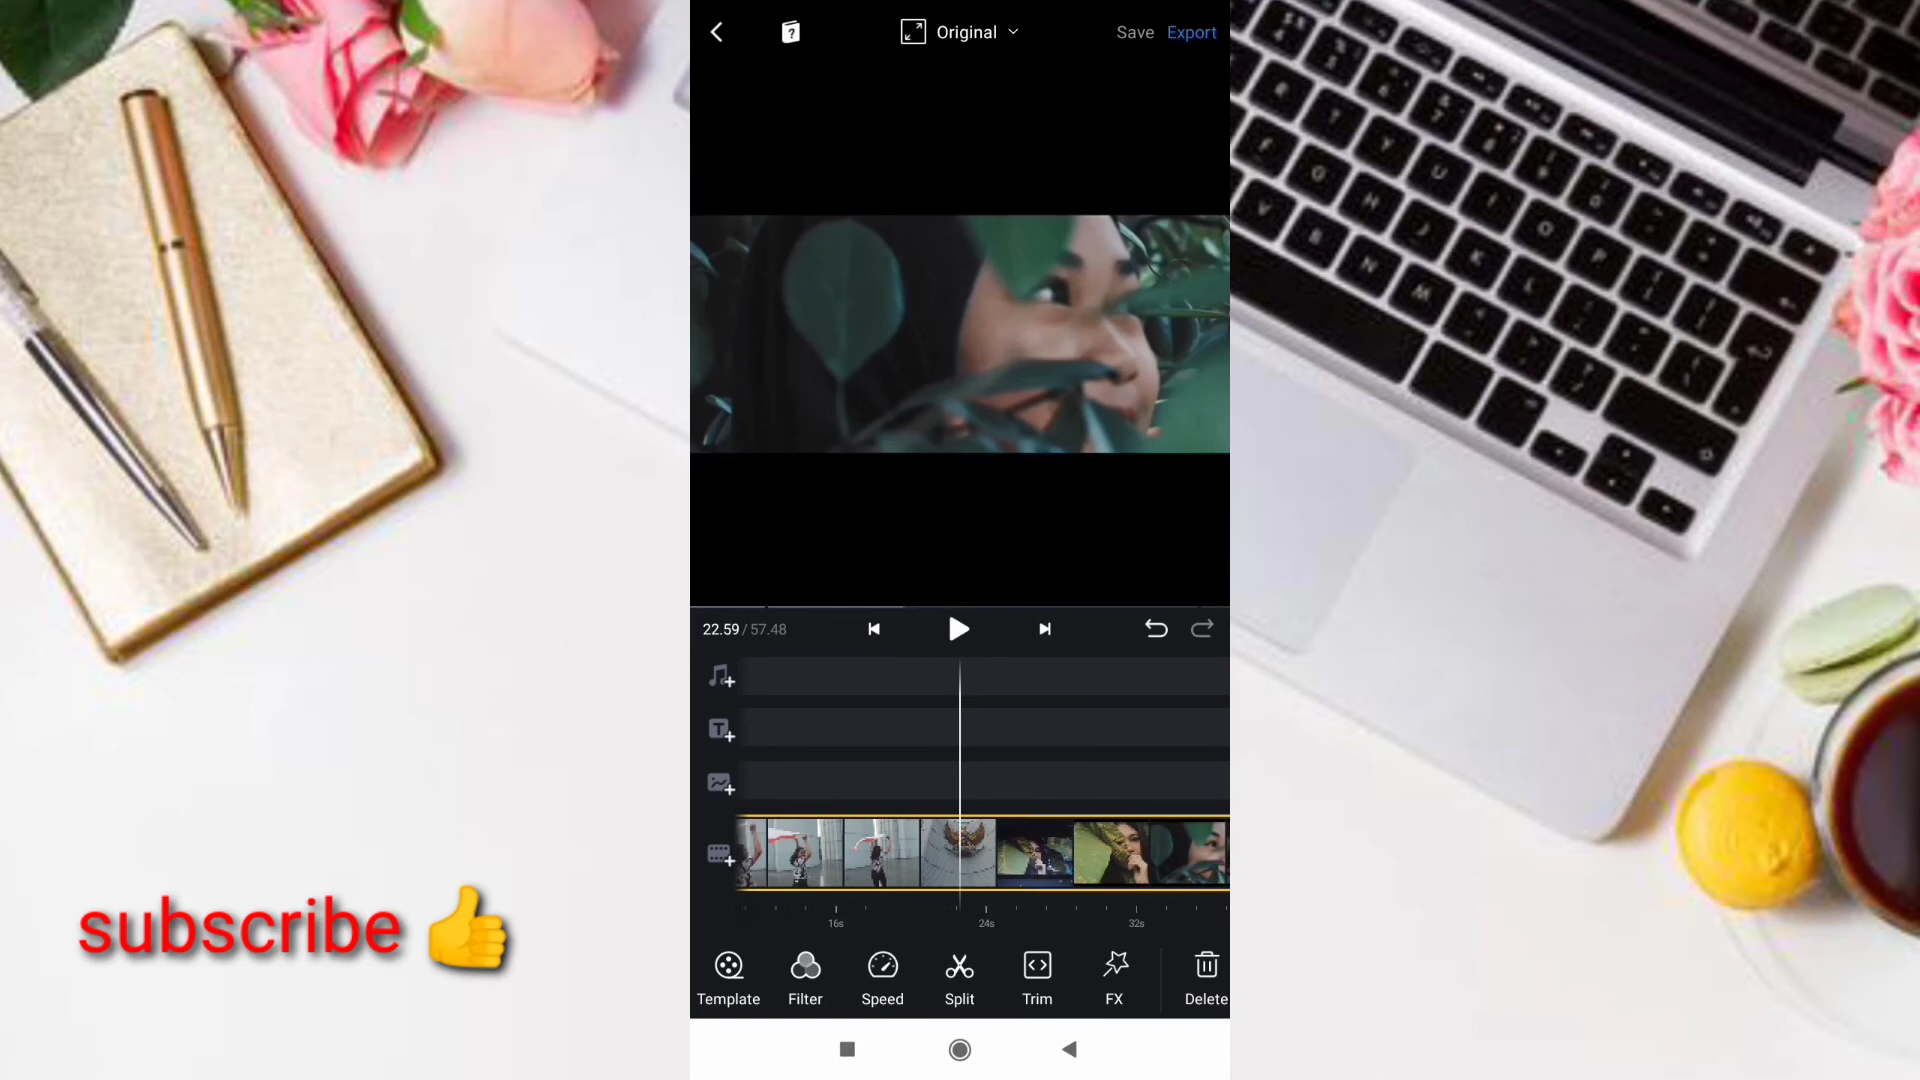 Original
Save
Export
22.59 / 57.48
16s
24s
32s
Template
Filter
Speed
Split
Trim
FX
Delete
subscribe 👍